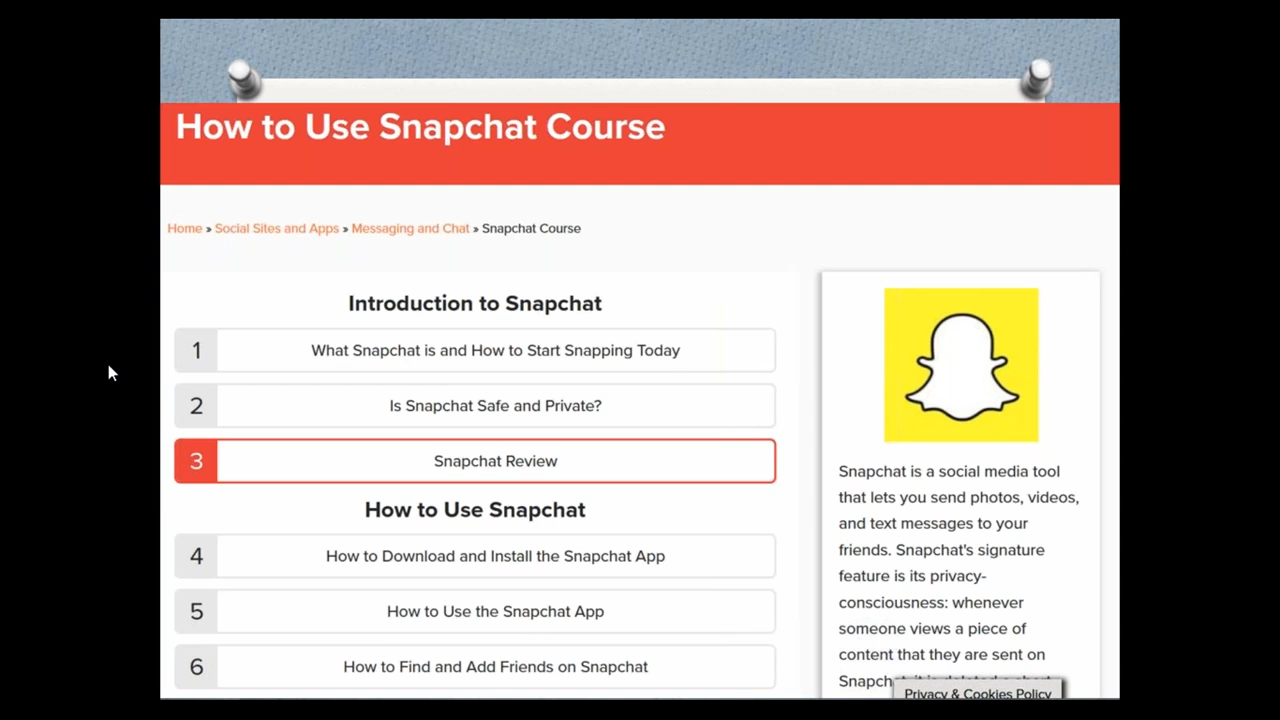 How to Use Snapchat Course
Home » Social Sites and Apps » Messaging and Chat » Snapchat Course
Introduction to Snapchat
1 What Snapchat is and How to Start Snapping Today
2 Is Snapchat Safe and Private?
3 Snapchat Review
How to Use Snapchat
4 How to Download and Install the Snapchat App
5 How to Use the Snapchat App
6 How to Find and Add Friends on Snapchat
Snapchat is a social media tool
that lets you send photos, videos,
and text messages to your
friends. Snapchat's signature
feature is its privacy-
consciousness: whenever
someone views a piece of
content that they are sent on
Privacy & Cookies Policy